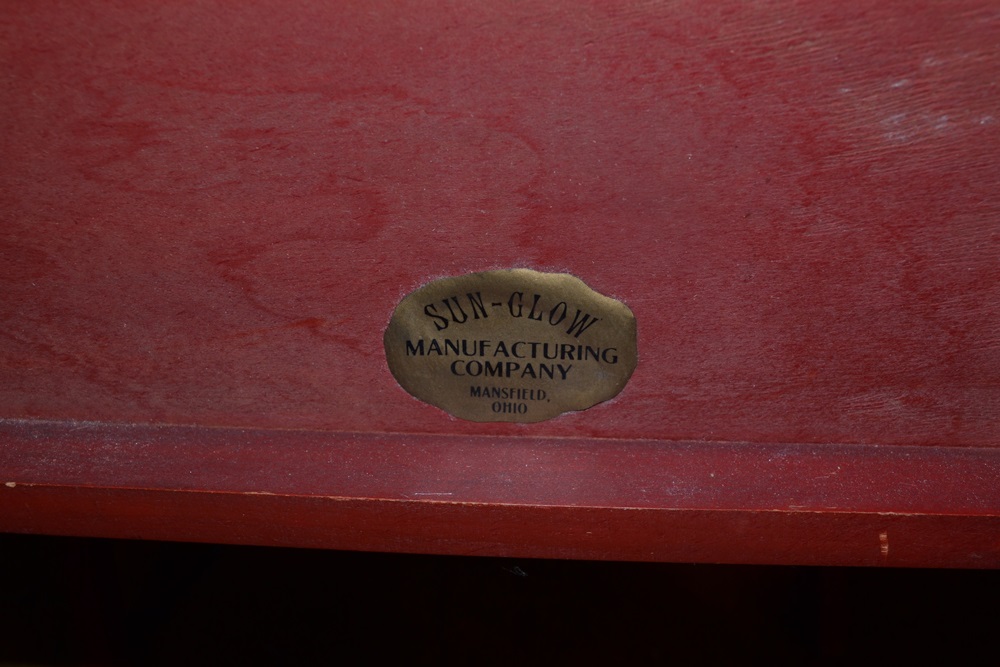 SUN-GLOW
MANUFACTURING
COMPANY
MANSFIELD,
OHIO